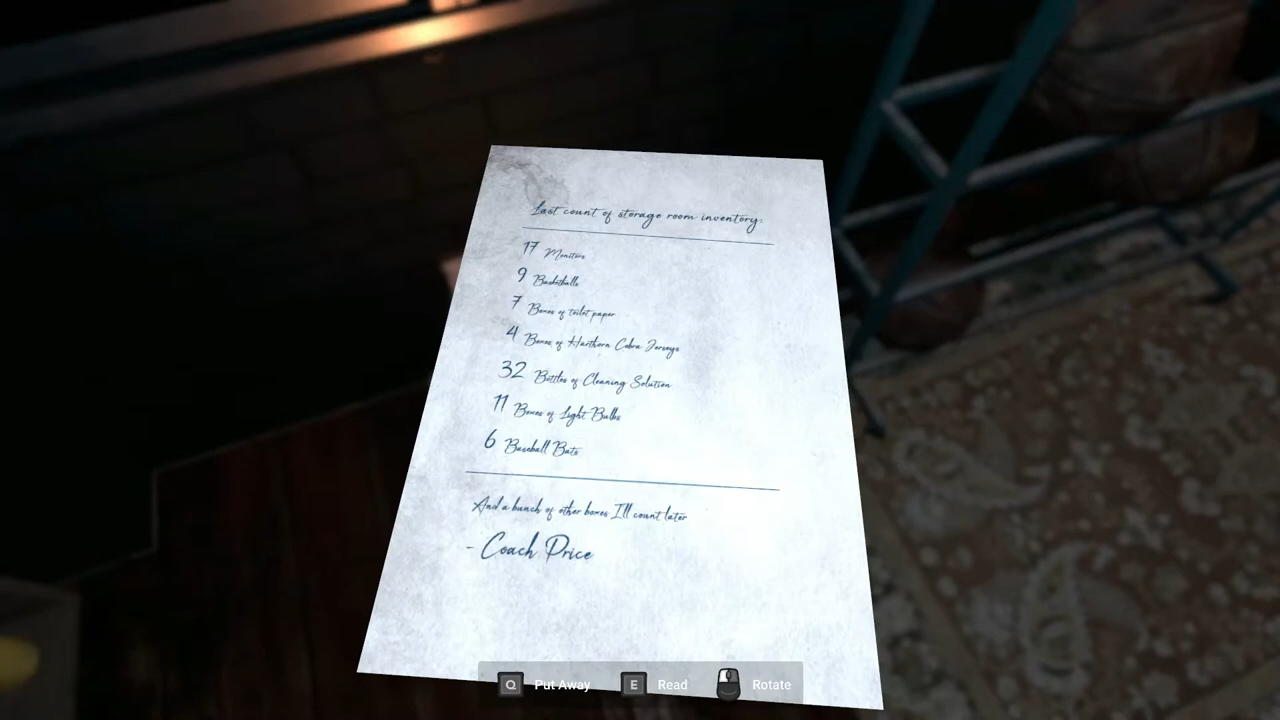 Last count of storage room inventory:
17 Monitors
9 Basketballs
7 Boxes of toilet paper
4 Boxes of Harthorn Cobra Jerseys
32 Bottles of Cleaning Solution
11 Boxes of Light Bulbs
6 Baseball Bats
And a bunch of other boxes I'll count later
- Coach Price
Q Put Away E Read Rotate